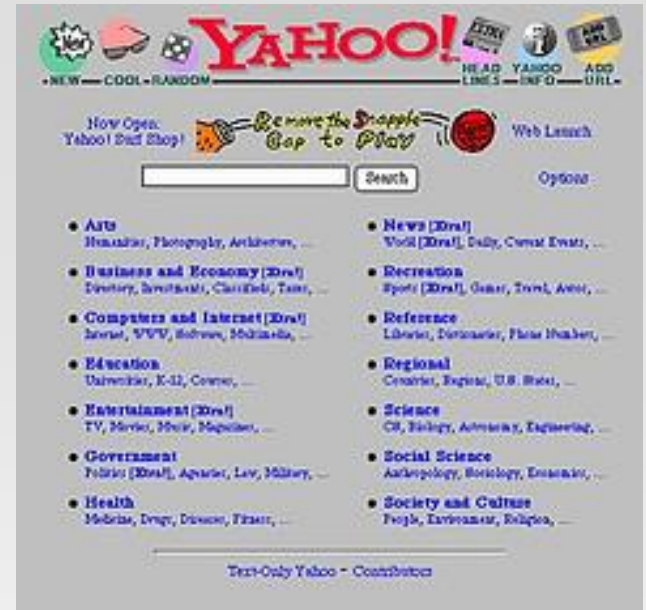 New
YAHOO!
EXTRA
i
ADD URL
NEW COOL RANDOM
HEAD LINES YAHOO INFO ADD URL
Now Open:
Yahoo! Surf Shop!
Remove the Snapple
Cap to Play
Web Launch
Search
Options
Arts
Humanities, Photography, Architecture, ...
Business and Economy [Xtra!]
Directory, Investments, Classifieds, Taxes, ...
Computers and Internet [Xtra!]
Internet, WWW, Software, Multimedia, ...
Education
Universities, K-12, Courses, ...
Entertainment [Xtra!]
TV, Movies, Music, Magazines, ...
Government
Politics [Xtra!], Agencies, Law, Military, ...
Health
Medicine, Drugs, Diseases, Fitness, ...
News [Xtra!]
World [Xtra!], Daily, Current Events, ...
Recreation
Sports [Xtra!], Games, Travel, Autos, ...
Reference
Libraries, Dictionaries, Phone Numbers, ...
Regional
Countries, Regions, U.S. States, ...
Science
CS, Biology, Astronomy, Engineering, ...
Social Science
Anthropology, Sociology, Economics, ...
Society and Culture
People, Environment, Religion, ...
Text-Only Yahoo - Contributors